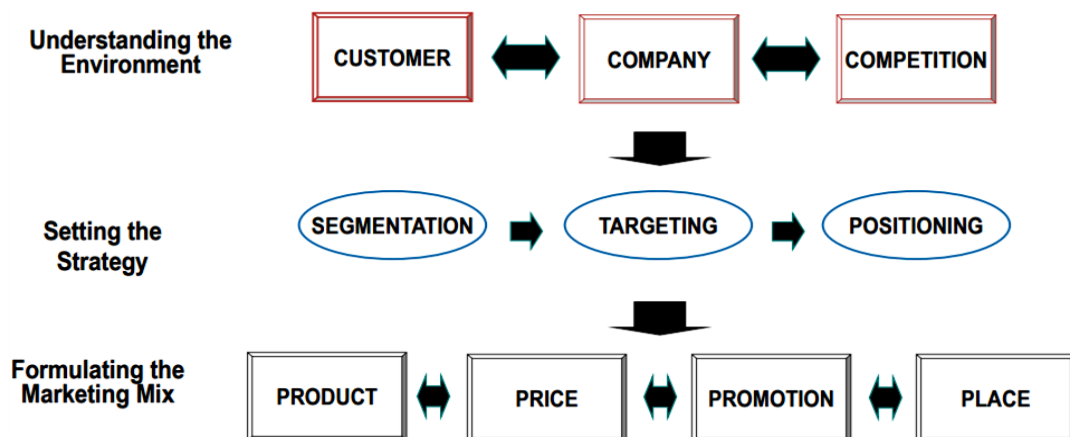 Understanding the
Environment
CUSTOMER
COMPANY
COMPETITION
Setting the
Strategy
SEGMENTATION
TARGETING
POSITIONING
Formulating the
Marketing Mix
PRODUCT
PRICE
PROMOTION
PLACE